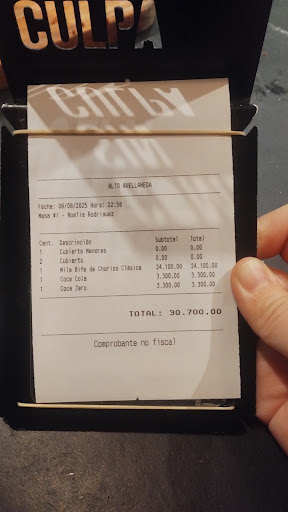 CULPA
ALTO AVELLANEDA
Fecha: 06/09/2025 Hora: 22:58
Mesa #1 - Noelia Rodriguez
Cant. Descripción Subtotal Total
1 Cubierto Menores 0.00 0.00
2 Cubierto 0.00 0.00
1 Mila Bife de Chorizo Clásica 24,100.00 24,100.00
1 Coca Cola 3,300.00 3,300.00
1 Coca Zero 3,300.00 3,300.00
TOTAL: 30,700.00
Comprobante no fiscal